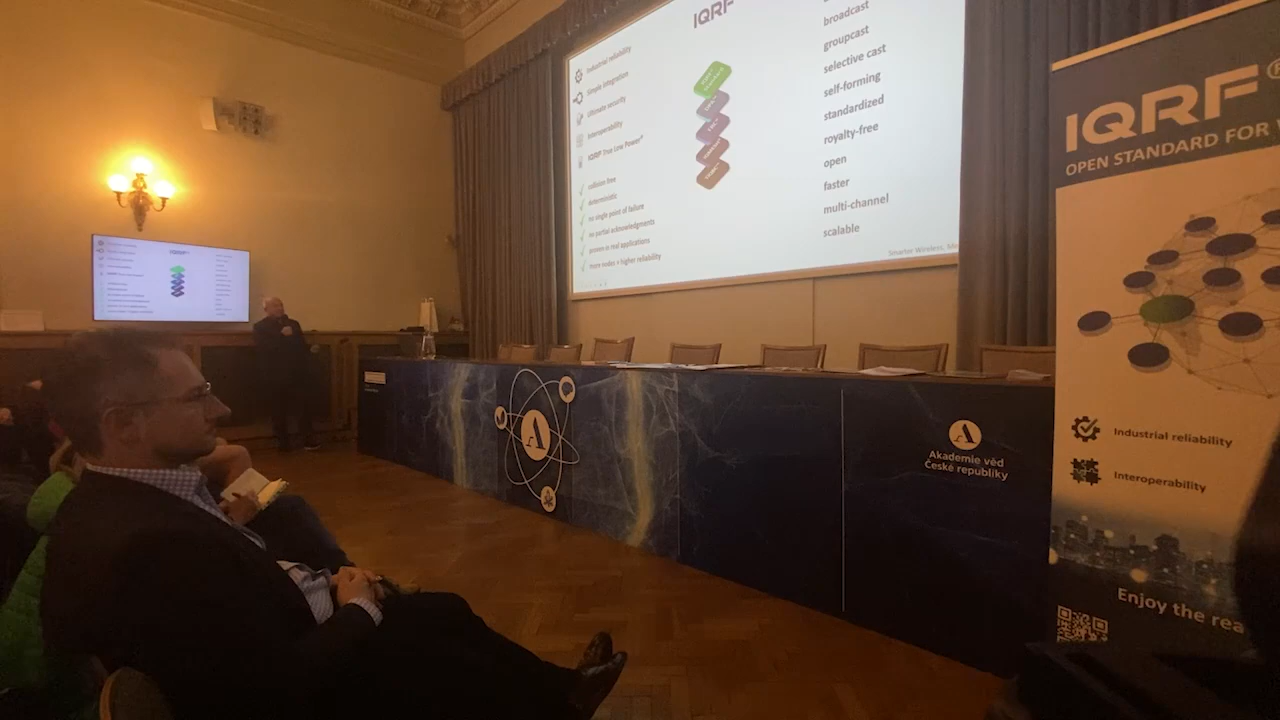 IQRF
Industrial reliability
Simple integration
Ultimate security
Interoperability
IQRF True Low Power®
collision free
deterministic
no single point of failure
no partial acknowledgments
proven in real applications
more nodes = higher reliability
broadcast
groupcast
selective cast
self-forming
standardized
royalty-free
open
faster
multi-channel
scalable
Smarter Wireless.
IQRF
A
Akademie věd
České republiky
IQRF®
OPEN STANDARD FOR
Industrial reliability
Interoperability
Enjoy the rea